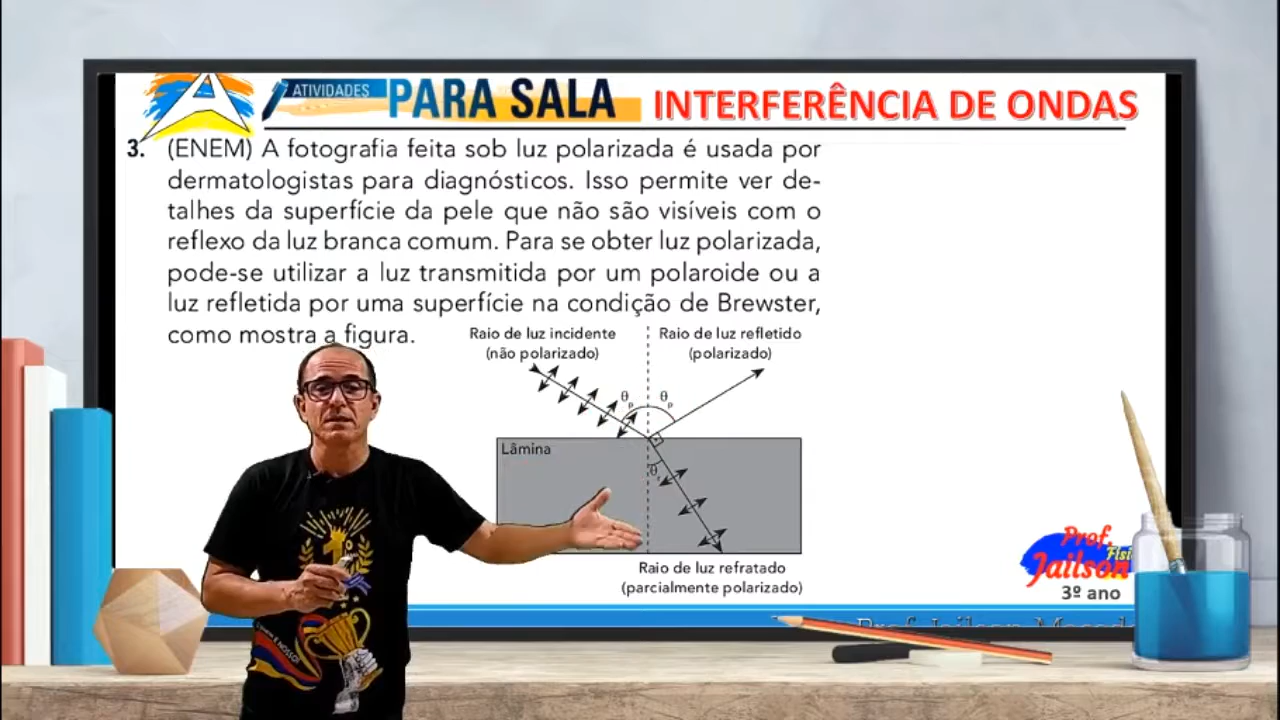 ATIVIDADES PARA SALA INTERFERÊNCIA DE ONDAS
3. (ENEM) A fotografia feita sob luz polarizada é usada por
dermatologistas para diagnósticos. Isso permite ver de-
talhes da superfície da pele que não são visíveis com o
reflexo da luz branca comum. Para se obter luz polarizada,
pode-se utilizar a luz transmitida por um polaroide ou a
luz refletida por uma superfície na condição de Brewster,
como mostra a figura.
Raio de luz incidente
(não polarizado)
Raio de luz refletido
(polarizado)
θp θp
Lâmina
θr
Raio de luz refratado
(parcialmente polarizado)
Prof.
Jailson
3º ano
1º